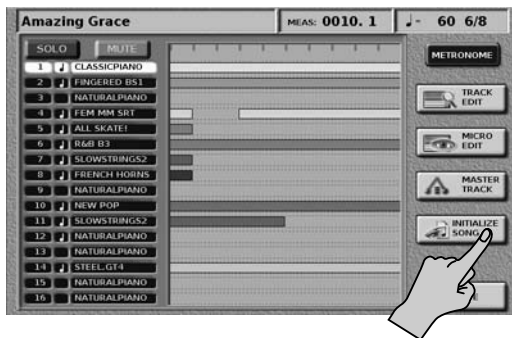 Amazing Grace MEAS: 0010. 1 ♩- 60 6/8
SOLO MUTE METRONOME
1 CLASSICPIANO
2 FINGERED BS1
3 NATURALPIANO
4 FEM MM SRT
5 ALL SKATE!
6 R&B B3
7 SLOWSTRINGS2
8 FRENCH HORNS
9 NATURALPIANO
10 NEW POP
11 SLOWSTRINGS2
12 NATURALPIANO
13 NATURALPIANO
14 STEEL.GT4
15 NATURALPIANO
16 NATURALPIANO
TRACK
EDIT
MICRO
EDIT
MASTER
TRACK
INITIALIZE
SONG